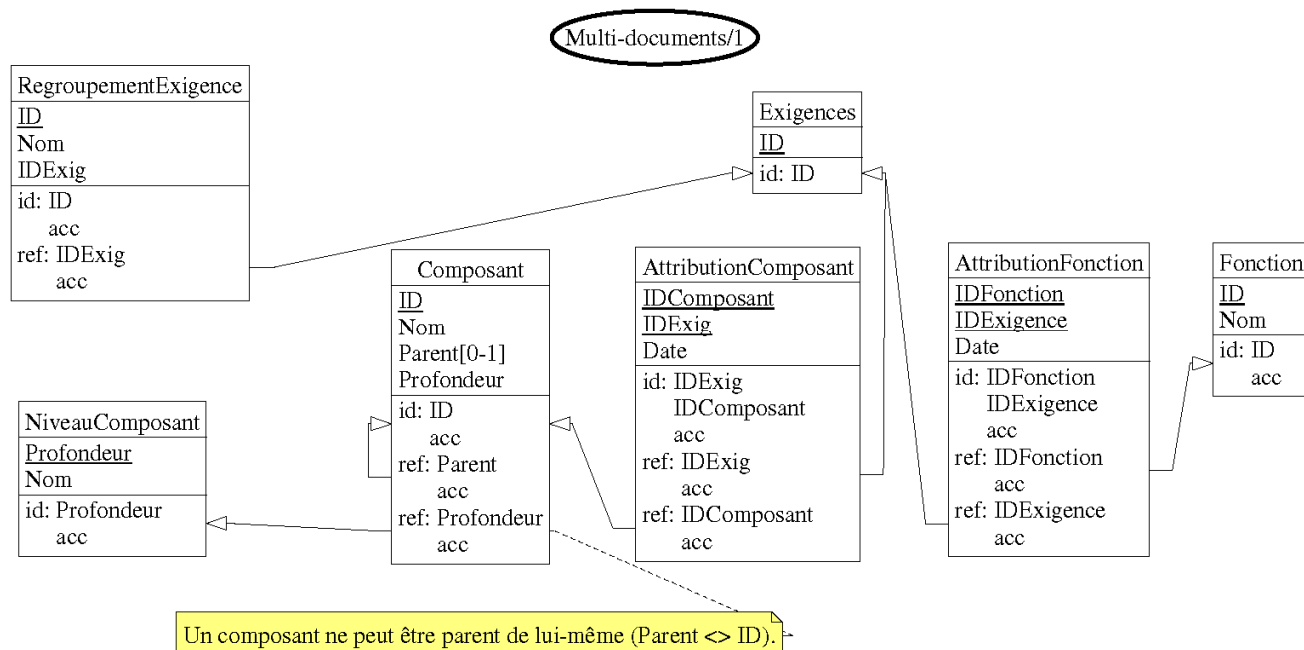 Multi-documents/1
RegroupementExigence
ID
Nom
IDExig
id: ID
acc
ref: IDExig
acc
Exigences
ID
id: ID
Composant
ID
Nom
Parent[0-1]
Profondeur
id: ID
acc
ref: Parent
acc
ref: Profondeur
acc
AttributionComposant
IDComposant
IDExig
Date
id: IDExig
IDComposant
acc
ref: IDExig
acc
ref: IDComposant
acc
AttributionFonction
IDFonction
IDExigence
Date
id: IDFonction
IDExigence
acc
ref: IDFonction
acc
ref: IDExigence
acc
Fonction
ID
Nom
id: ID
acc
NiveauComposant
Profondeur
Nom
id: Profondeur
acc
Un composant ne peut être parent de lui-même (Parent <> ID).